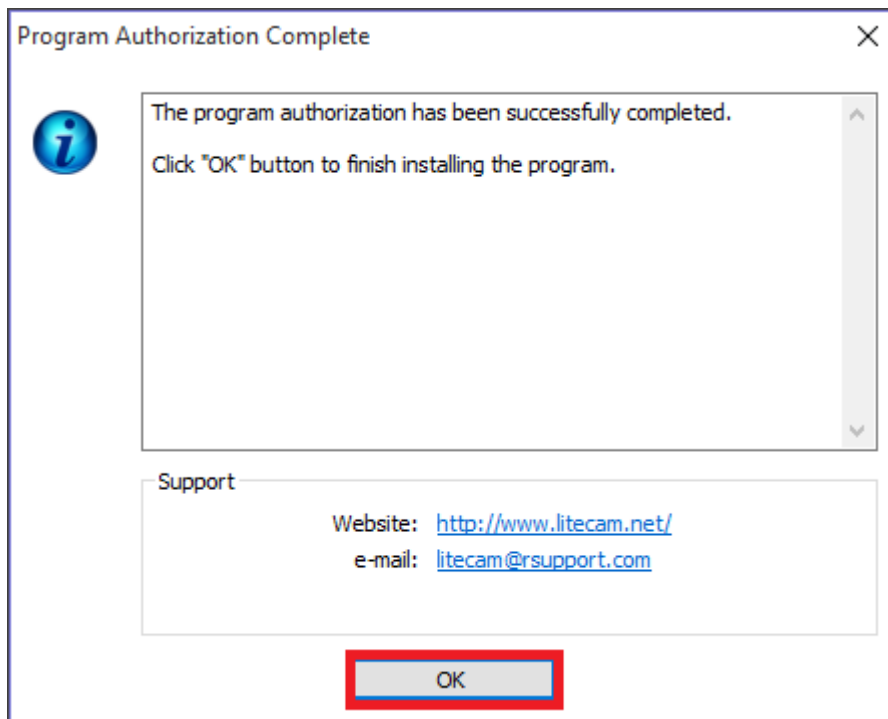 Program Authorization Complete
The program authorization has been successfully completed.
Click "OK" button to finish installing the program.
Support
Website: http://www.litecam.net/
e-mail: litecam@rsupport.com
OK